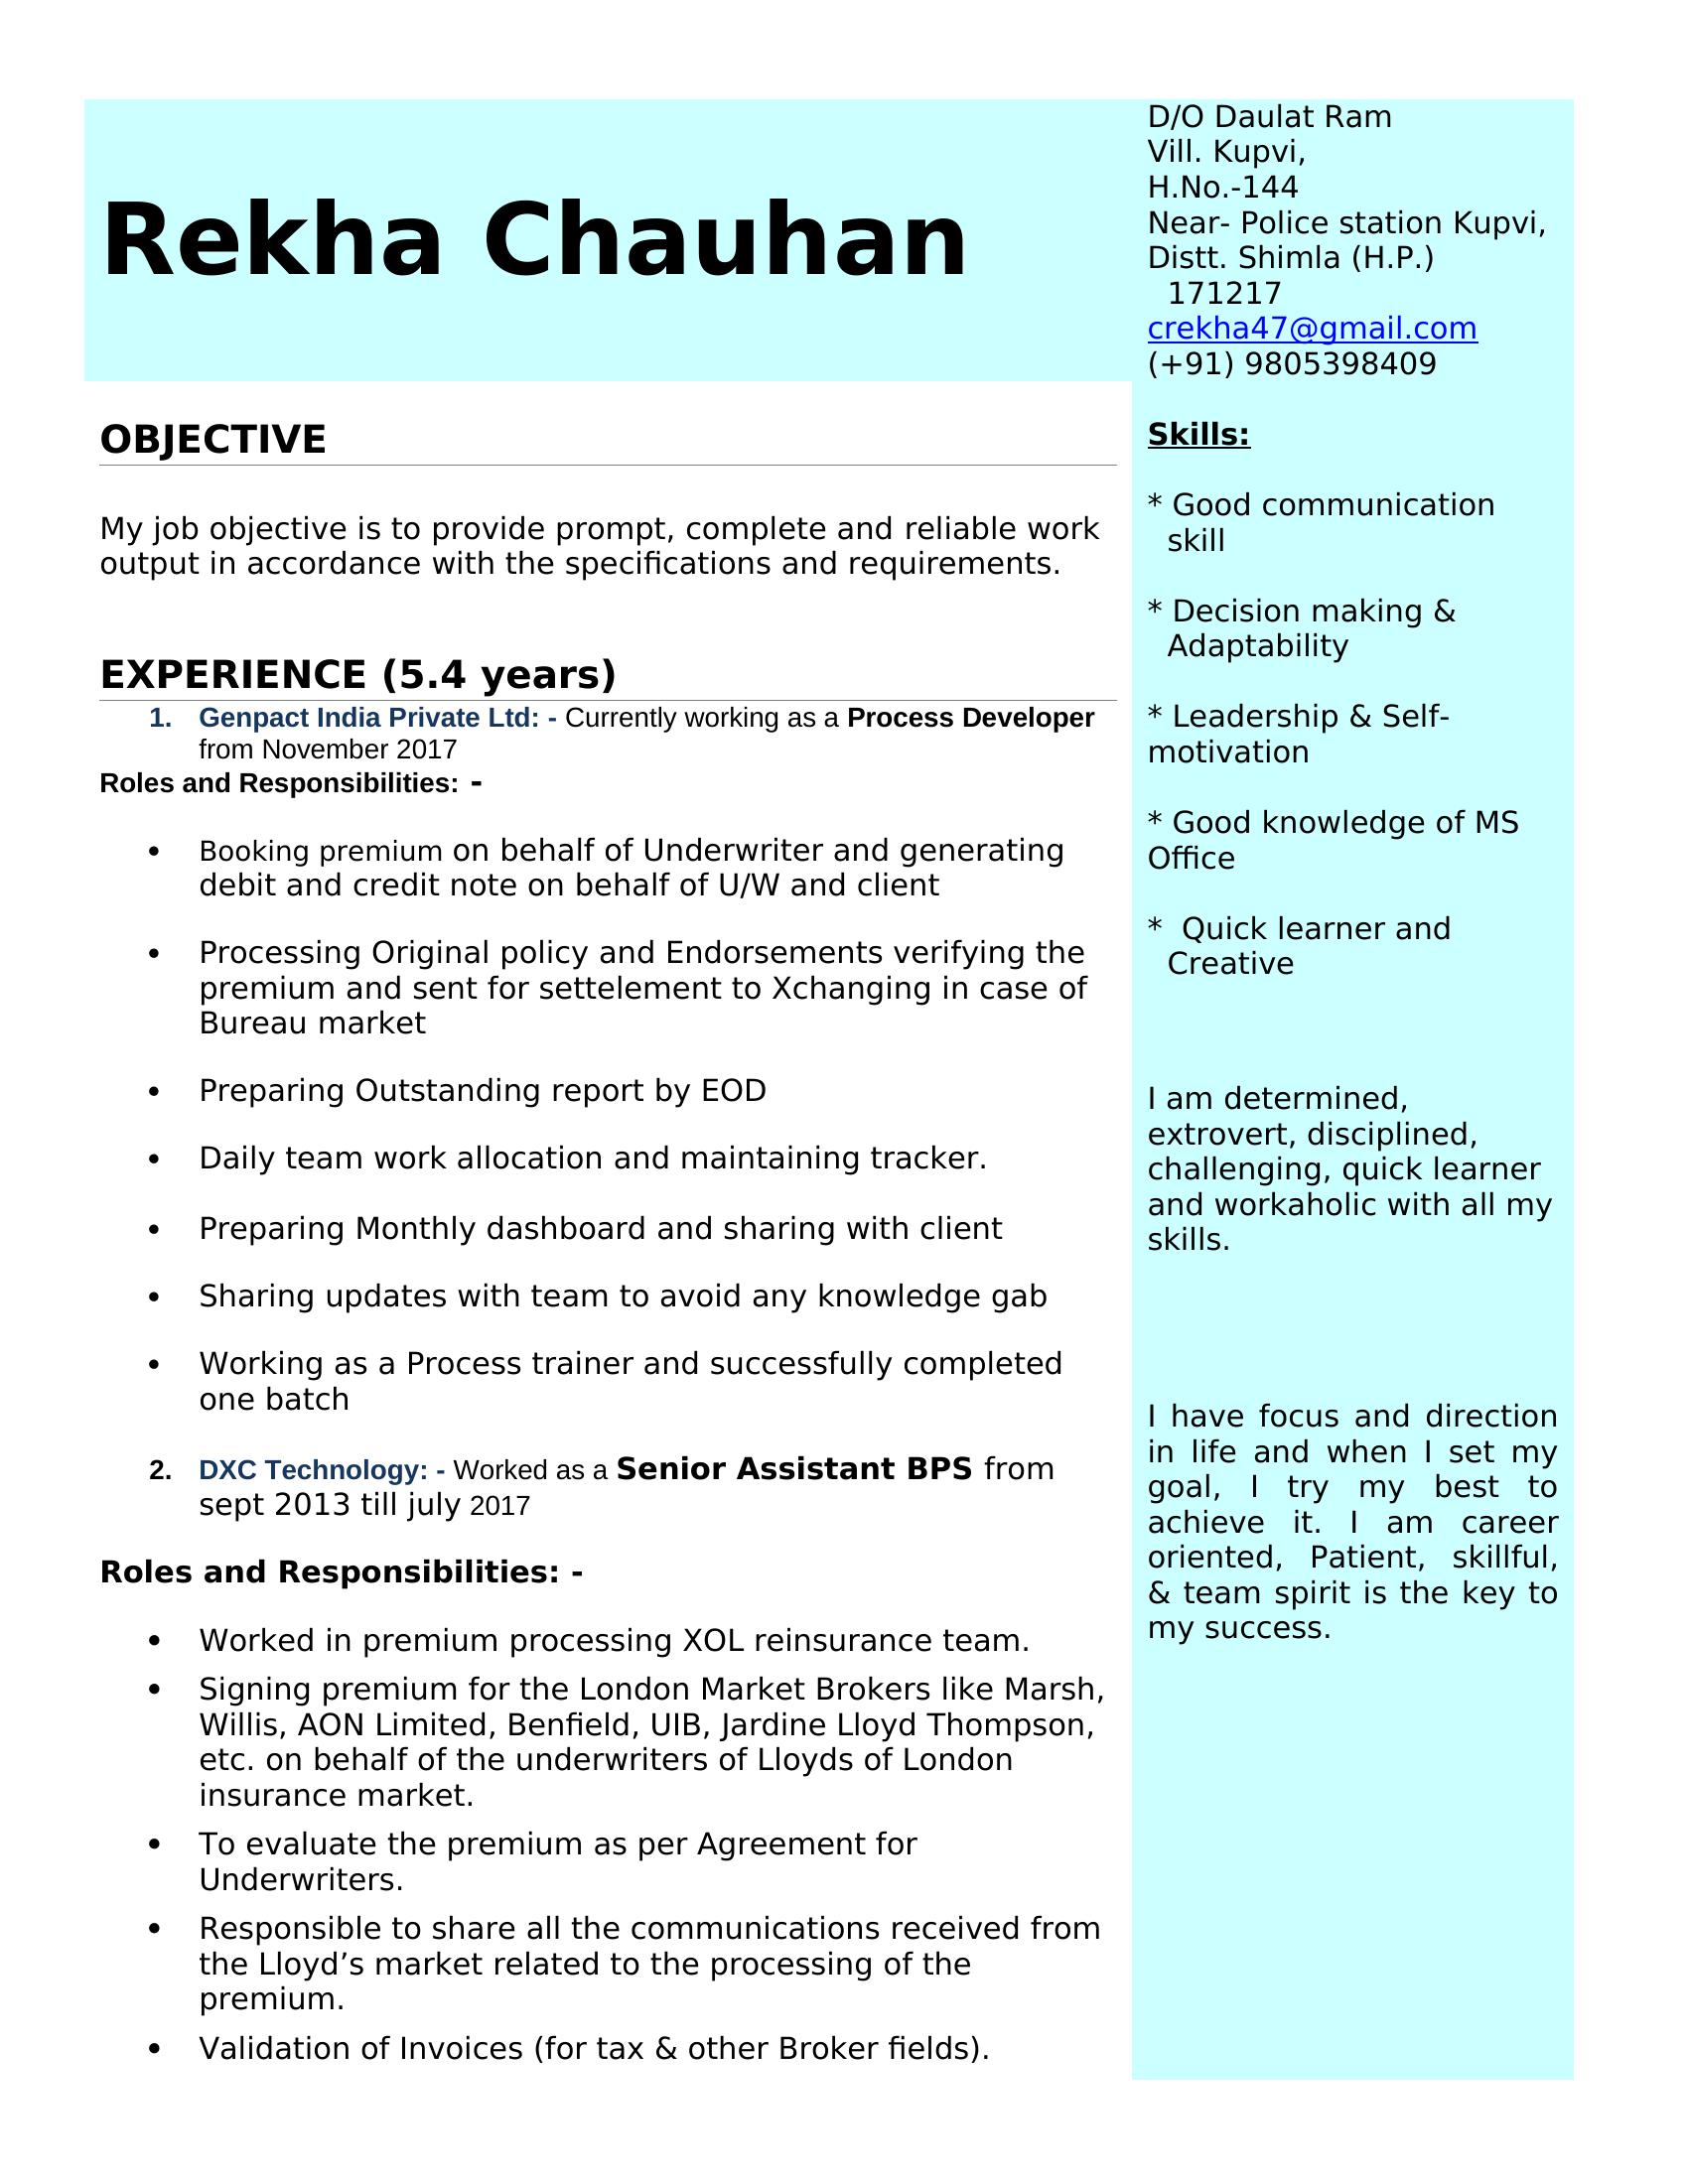 Rekha Chauhan
D/O Daulat Ram
Vill. Kupvi,
H.No.-144
Near- Police station Kupvi,
Distt. Shimla (H.P.)
171217
crekha47@gmail.com
(+91) 9805398409
OBJECTIVE
My job objective is to provide prompt, complete and reliable work
output in accordance with the specifications and requirements.
EXPERIENCE (5.4 years)
1. Genpact India Private Ltd: - Currently working as a Process Developer
from November 2017
Roles and Responsibilities: -
• Booking premium on behalf of Underwriter and generating
debit and credit note on behalf of U/W and client
• Processing Original policy and Endorsements verifying the
premium and sent for settelement to Xchanging in case of
Bureau market
• Preparing Outstanding report by EOD
• Daily team work allocation and maintaining tracker.
• Preparing Monthly dashboard and sharing with client
• Sharing updates with team to avoid any knowledge gab
• Working as a Process trainer and successfully completed
one batch
2. DXC Technology: - Worked as a Senior Assistant BPS from
sept 2013 till july 2017
Roles and Responsibilities: -
• Worked in premium processing XOL reinsurance team.
• Signing premium for the London Market Brokers like Marsh,
Willis, AON Limited, Benfield, UIB, Jardine Lloyd Thompson,
etc. on behalf of the underwriters of Lloyds of London
insurance market.
• To evaluate the premium as per Agreement for
Underwriters.
• Responsible to share all the communications received from
the Lloyd’s market related to the processing of the
premium.
• Validation of Invoices (for tax & other Broker fields).
Skills:
* Good communication
skill
* Decision making &
Adaptability
* Leadership & Self-
motivation
* Good knowledge of MS
Office
* Quick learner and
Creative
I am determined,
extrovert, disciplined,
challenging, quick learner
and workaholic with all my
skills.
I have focus and direction
in life and when I set my
goal, I try my best to
achieve it. I am career
oriented, Patient, skillful,
& team spirit is the key to
my success.